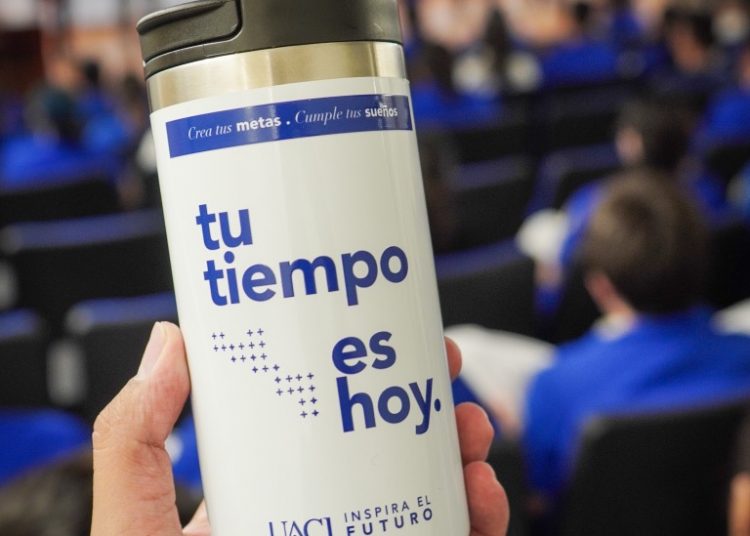 Crea tus metas . Cumple tus sueños
tu
tiempo
es
hoy.
UACJ INSPIRA EL
FUTURO